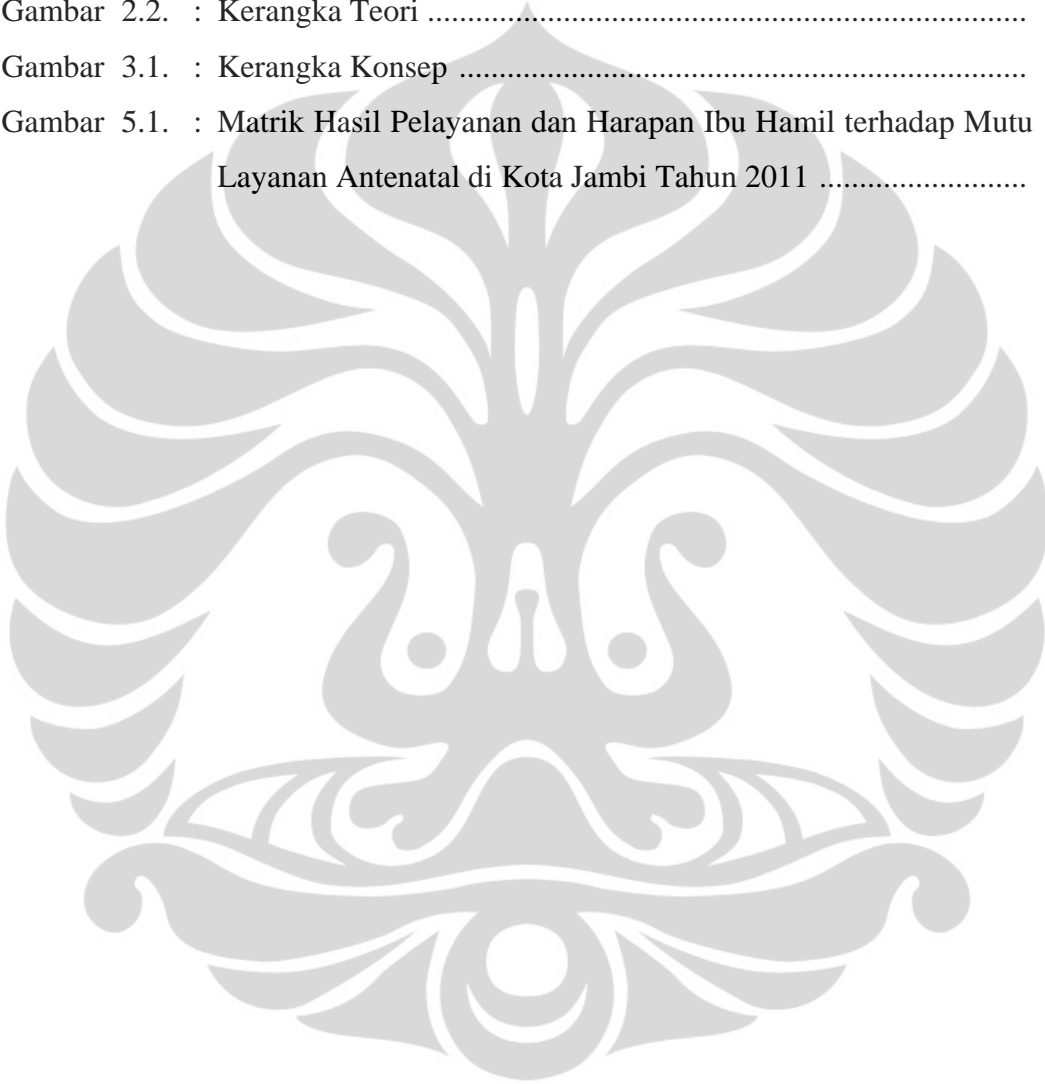 Gambar 2.2. : Kerangka Teori ...........................................................................
Gambar 3.1. : Kerangka Konsep .......................................................................
Gambar 5.1. : Matrik Hasil Pelayanan dan Harapan Ibu Hamil terhadap Mutu
Layanan Antenatal di Kota Jambi Tahun 2011 ..........................